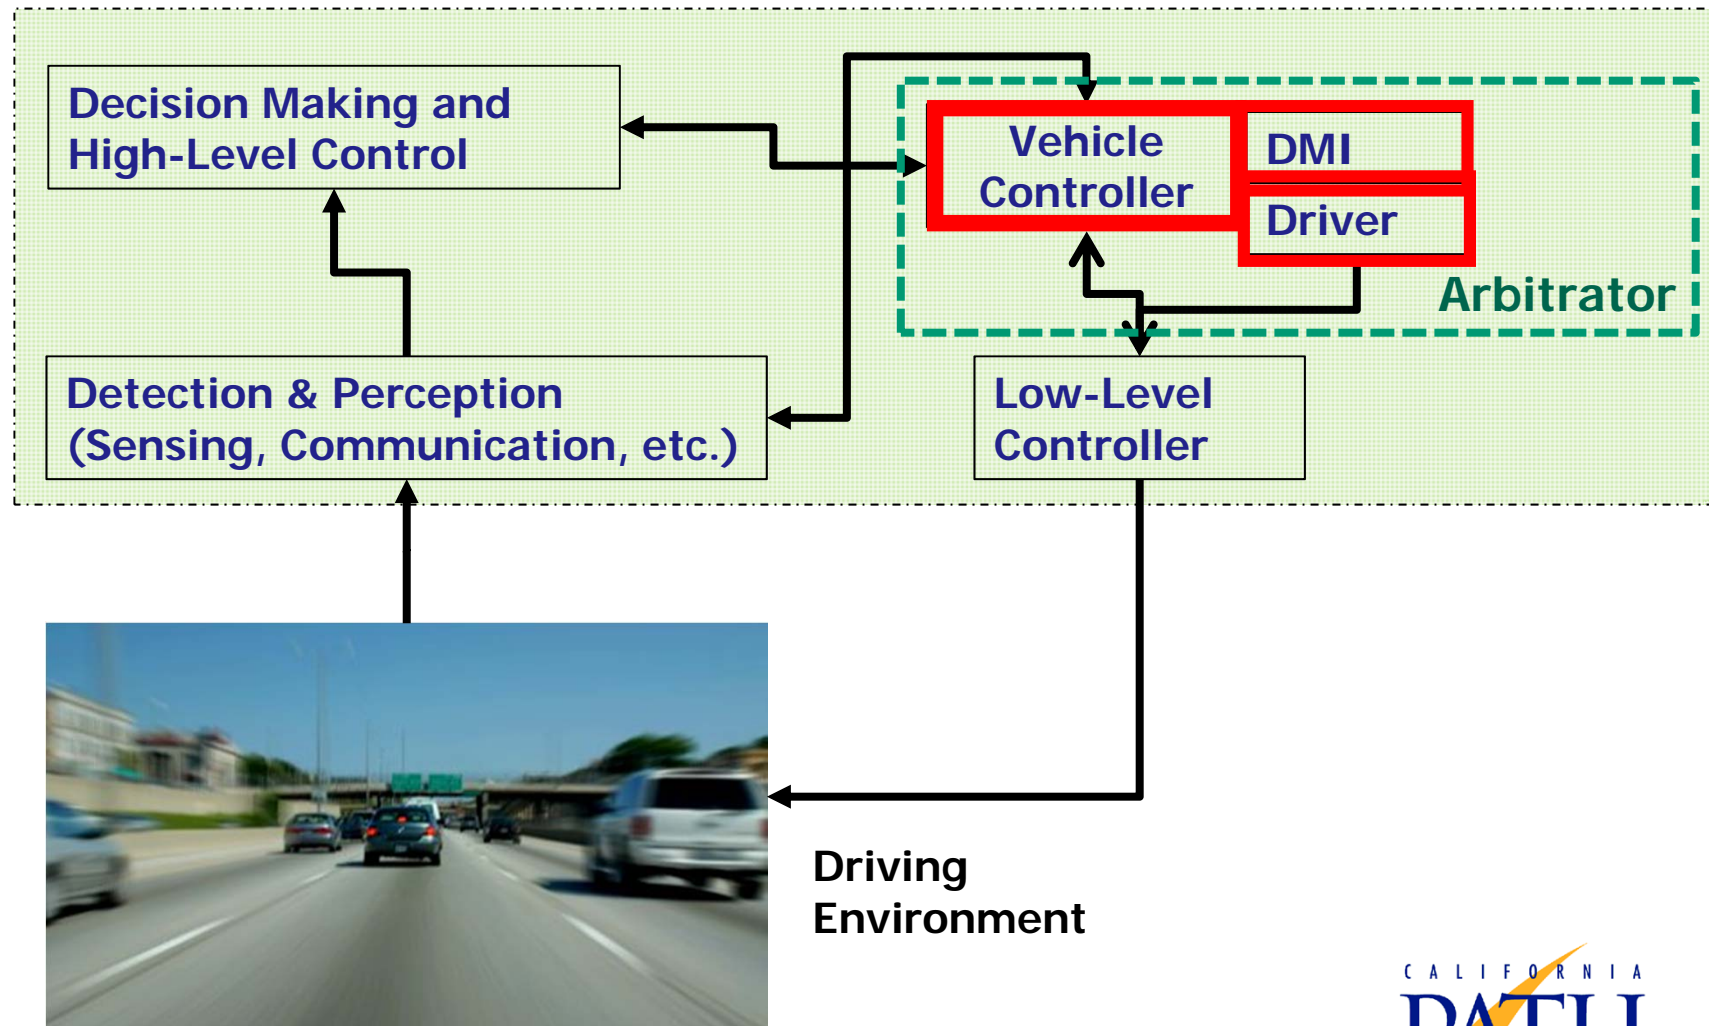 Decision Making and
High-Level Control
Vehicle
Controller
DMI
Driver
Arbitrator
Detection & Perception
(Sensing, Communication, etc.)
Low-Level
Controller
Driving
Environment
CALIFORNIA
PATH